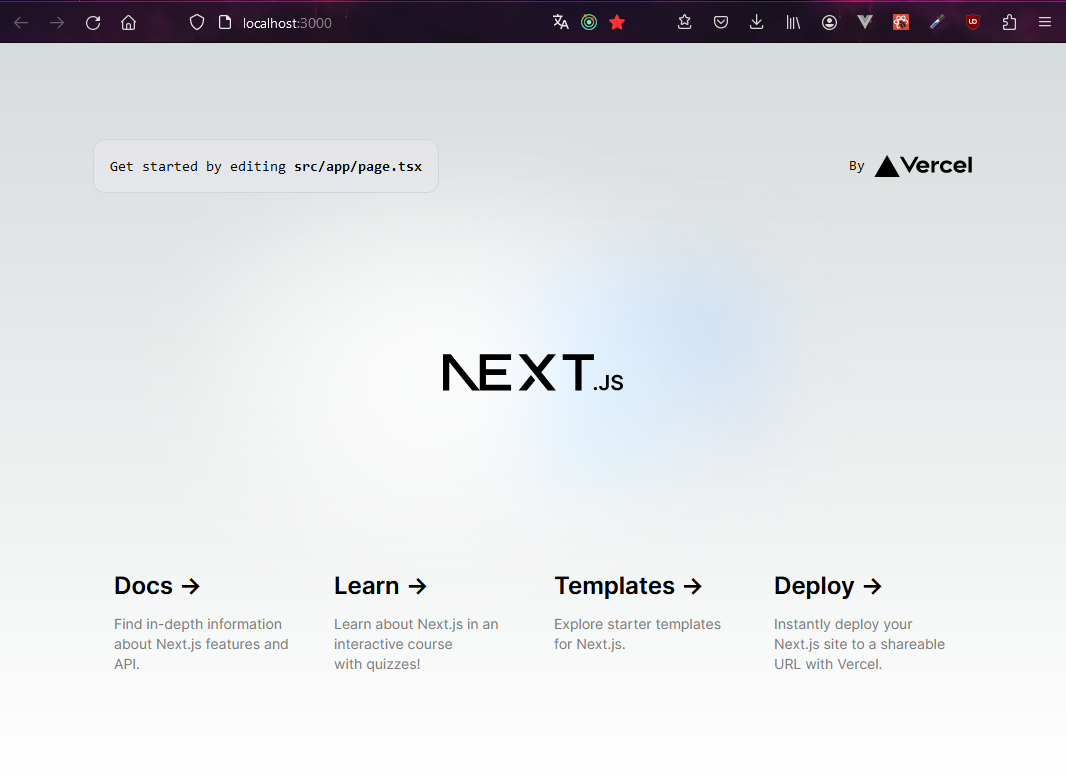 localhost:3000
Get started by editing src/app/page.tsx
By Vercel
NEXT.JS
Docs →
Find in-depth information
about Next.js features and
API.
Learn →
Learn about Next.js in an
interactive course
with quizzes!
Templates →
Explore starter templates
for Next.js.
Deploy →
Instantly deploy your
Next.js site to a shareable
URL with Vercel.